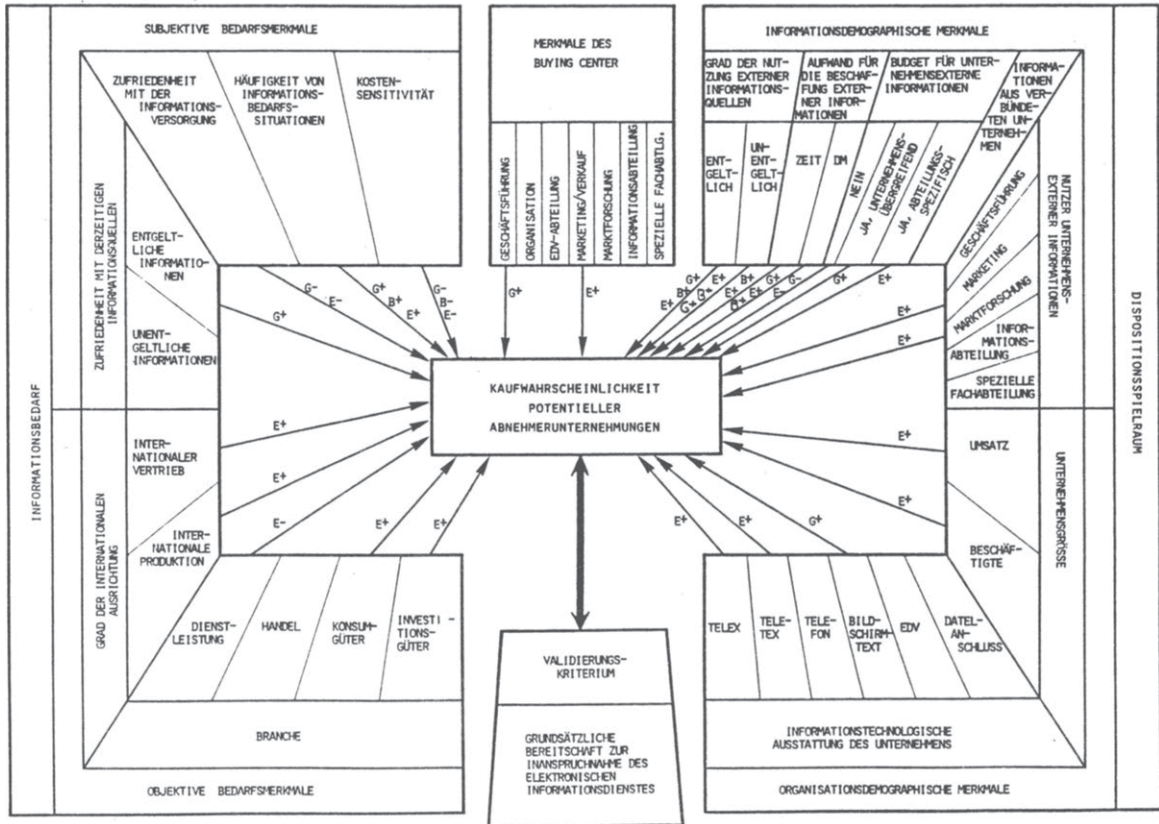 SUBJEKTIVE BEDARFSMERKMALE
ZUFRIEDENHEIT
MIT DER
INFORMATIONS-
VERSORGUNG
HÄUFIGKEIT VON
INFORMATIONS-
BEDARFS-
SITUATIONEN
KOSTEN-
SENSITIVITÄT
MERKMALE DES
BUYING CENTER
GESCHÄFTSFÜHRUNG
ORGANISATION
EDV-ABTEILUNG
MARKETING/VERKAUF
MARKTFORSCHUNG
INFORMATIONSABTEILUNG
SPEZIELLE FACHABTLG.
INFORMATIONSDEMOGRAPHISCHE MERKMALE
GRAD DER NUT-
ZUNG EXTERNER
INFORMATIONS-
QUELLEN
AUFWAND FÜR
DIE BESCHAF-
FUNG EXTER-
NER INFOR-
MATIONEN
BUDGET FÜR UNTER-
NEHMENSEXTERNE
INFORMATIONEN
INFORMA-
TIONEN
AUS VER-
BÜNDE-
TEN UN-
TERNEH-
MEN
ENT-
GELT-
LICH
UN-
ENT-
GELT-
LICH
ZEIT
DM
NEIN
JA, UNTERNEHMENS-
ÜBERGREIFEND
JA, ABTEILUNGS-
SPEZIFISCH
NUTZER UNTERNEHMENS-
EXTERNER INFORMATIONEN
GESCHÄFTSFÜHRUNG
MARKETING
MARKTFORSCHUNG
INFOR-
MATIONS-
ABTEILUNG
SPEZIELLE
FACHABTEILUNG
DISPOSITIONSSPIELRAUM
INFORMATIONSBEDARF
ZUFRIEDENHEIT MIT DERZEITIGEN
INFORMATIONSQUELLEN
ENTGELT-
LICHE
INFORMATIO-
NEN
UNENT-
GELTLICHE
INFORMATIONEN
G-
E-
G+
B+
E+
G-
B-
E-
G+
G+
E+
G+
E+
B+
E+
G*
B+
G*
E+
E+
G*
G+
E+
G-
E-
G+
E+
E+
E+
KAUFWAHRSCHEINLICHKEIT
POTENTIELLER
ABNEHMERUNTERNEHMUNGEN
GRAD DER INTERNATIONALEN
AUSRICHTUNG
INTER-
NATIONALER
VERTRIEB
INTER-
NATIONALE
PRODUKTION
E+
E+
E-
E+
E+
E+
E+
G+
E+
E+
UMSATZ
BESCHÄF-
TIGTE
UNTERNEHMENSGRÖSSE
DIENST-
LEISTUNG
HANDEL
KONSUM-
GÜTER
INVESTI-
TIONS-
GÜTER
BRANCHE
OBJEKTIVE BEDARFSMERKMALE
VALIDIERUNGS-
KRITERIUM
GRUNDSÄTZLICHE
BEREITSCHAFT ZUR
INANSPRUCHNAHME DES
ELEKTRONISCHEN
INFORMATIONSDIENSTES
TELEX
TELE-
TEX
TELE-
FON
BILD-
SCHIRM-
TEXT
EDV
DATEL-
AN-
SCHLUSS
INFORMATIONSTECHNOLOGISCHE
AUSSTATTUNG DES UNTERNEHMENS
ORGANISATIONSDEMOGRAPHISCHE MERKMALE